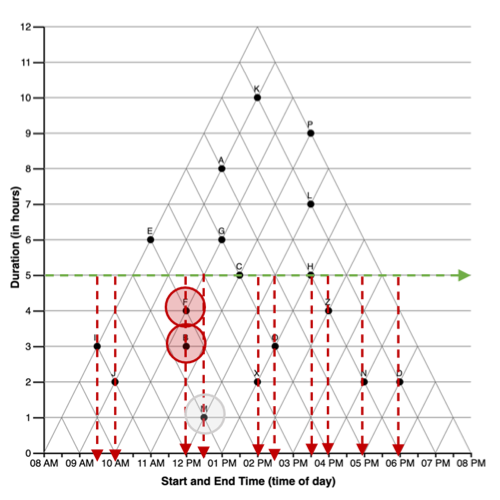 12
11
K
10
P
9
A
8
L
7
E G
6
C H
5
F Z
4
I O
3
J X N D
2
M
1
0
08 AM 09 AM 10 AM 11 AM 12 PM 01 PM 02 PM 03 PM 04 PM 05 PM 06 PM 07 PM 08 PM
Start and End Time (time of day)
Duration (in hours)